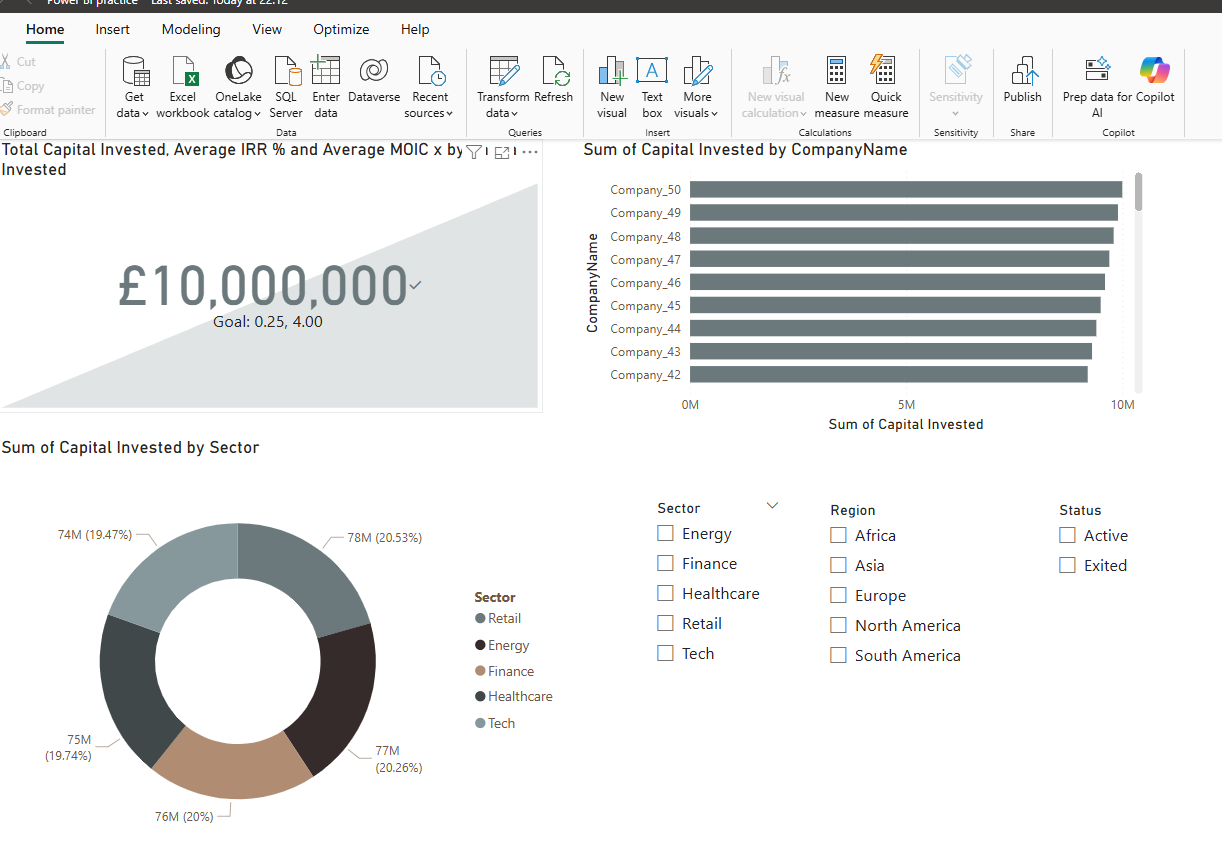 Power BI practice Last saved: Today at 22:12
Home Insert Modeling View Optimize Help
Cut
Copy
Format painter
Clipboard
Get data
Excel workbook
OneLake catalog
SQL Server
Enter data
Dataverse
Recent sources
Data
Transform data
Refresh
Queries
New visual
Text box
More visuals
Insert
New visual calculation
New measure
Quick measure
Calculations
Sensitivity
Sensitivity
Publish
Share
Prep data for AI
Copilot
Copilot
Total Capital Invested, Average IRR % and Average MOIC x by
Invested
£10,000,000
Goal: 0.25, 4.00
Sum of Capital Invested by CompanyName
CompanyName
Company_50
Company_49
Company_48
Company_47
Company_46
Company_45
Company_44
Company_43
Company_42
0M 5M 10M
Sum of Capital Invested
Sum of Capital Invested by Sector
74M (19.47%)
78M (20.53%)
75M
(19.74%)
77M
(20.26%)
76M (20%)
Sector
Retail
Energy
Finance
Healthcare
Tech
Sector
Energy
Finance
Healthcare
Retail
Tech
Region
Africa
Asia
Europe
North America
South America
Status
Active
Exited